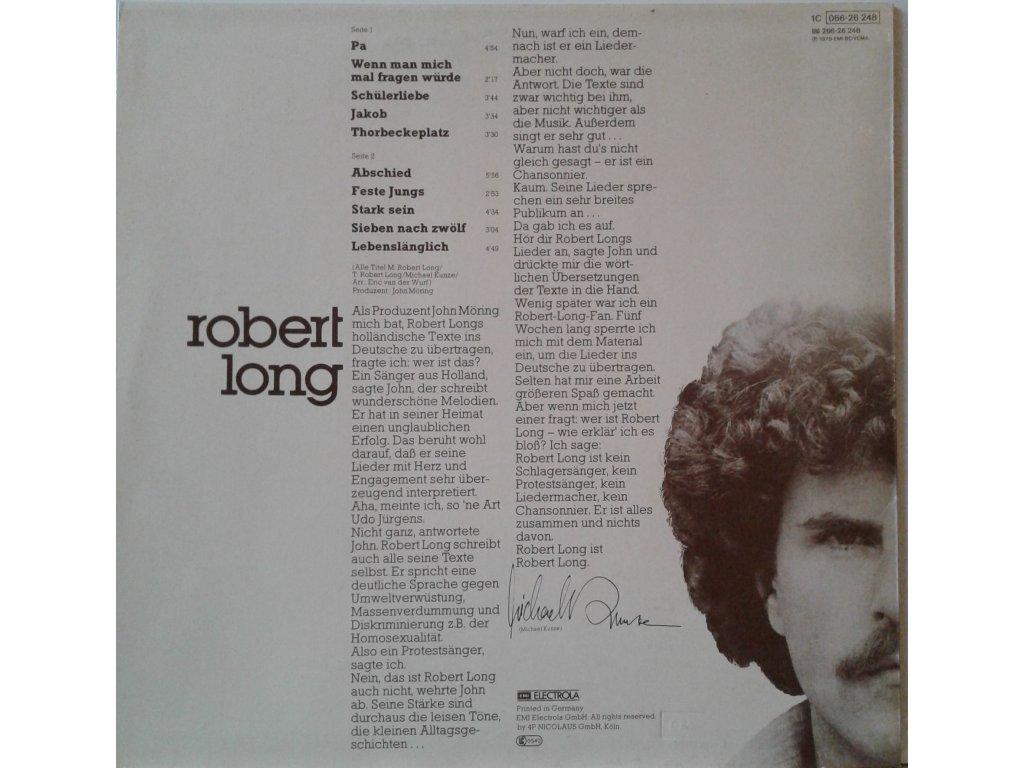 Seite 1
Pa 4'54
Wenn man mich
mal fragen würde 2'17
Schülerliebe 3'44
Jakob 3'34
Thorbeckeplatz 3'30
Seite 2
Abschied 5'56
Feste Jungs 2'53
Stark sein 4'34
Sieben nach zwölf 3'04
Lebenslänglich 4'49
(Alle Titel M: Robert Long/
T: Robert Long/Michael Kunze/
Arr.: Eric van der Wurf)
Produzent: John Möring
robert
long
Als Produzent John Möring
mich bat, Robert Longs
holländische Texte ins
Deutsche zu übertragen,
fragte ich: wer ist das?
Ein Sänger aus Holland,
sagte John, der schreibt
wunderschöne Melodien.
Er hat in seiner Heimat
einen unglaublichen
Erfolg. Das beruht wohl
darauf, daß er seine
Lieder mit Herz und
Engagement sehr über-
zeugend interpretiert.
Aha, meinte ich, so 'ne Art
Udo Jürgens.
Nicht ganz, antwortete
John. Robert Long schreibt
auch alle seine Texte
selbst. Er spricht eine
deutliche Sprache gegen
Umweltverwüstung,
Massenverdummung und
Diskriminierung z.B. der
Homosexualität.
Also ein Protestsänger,
sagte ich.
Nein, das ist Robert Long
auch nicht, wehrte John
ab. Seine Stärke sind
durchaus die leisen Töne,
die kleinen Alltagsge-
schichten...
Nun, warf ich ein, dem-
nach ist er ein Lieder-
macher.
Aber nicht doch, war die
Antwort. Die Texte sind
zwar wichtig bei ihm,
aber nicht wichtiger als
die Musik. Außerdem
singt er sehr gut...
Warum hast du's nicht
gleich gesagt – er ist ein
Chansonnier.
Kaum. Seine Lieder spre-
chen ein sehr breites
Publikum an...
Da gab ich es auf.
Hör dir Robert Longs
Lieder an, sagte John und
drückte mir die wört-
lichen Übersetzungen
der Texte in die Hand.
Wenig später war ich ein
Robert-Long-Fan. Fünf
Wochen lang sperrte ich
mich mit dem Material
ein, um die Lieder ins
Deutsche zu übertragen.
Selten hat mir eine Arbeit
größeren Spaß gemacht.
Aber wenn mich jetzt
einer fragt: wer ist Robert
Long – wie erklär' ich es
bloß? Ich sage:
Robert Long ist kein
Schlagersänger, kein
Protestsänger, kein
Liedermacher, kein
Chansonnier. Er ist alles
zusammen und nichts
davon.
Robert Long ist
Robert Long.
Michael Kunze
(Michael Kunze)
EMI ELECTROLA
Printed in Germany
EMI Electrola GmbH. All rights reserved.
by 4P NICOLAUS GmbH, Köln.
0542
1C 066-26 248
266-26 248